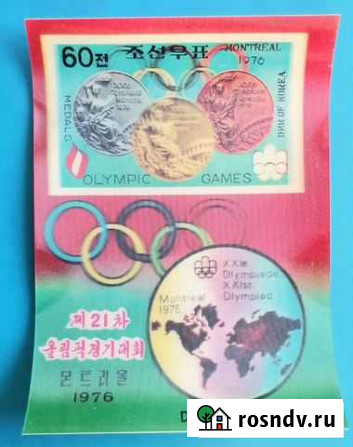 60전 조선우표 MONTREAL
1976
MEDALS
DPR OF KOREA
OLYMPIC GAMES
XXIe
Olympiade
XXIst
Olympiad
Montreal
1976
제21차
올림픽경기대회
몬트리올
1976
D
rosndv.ru